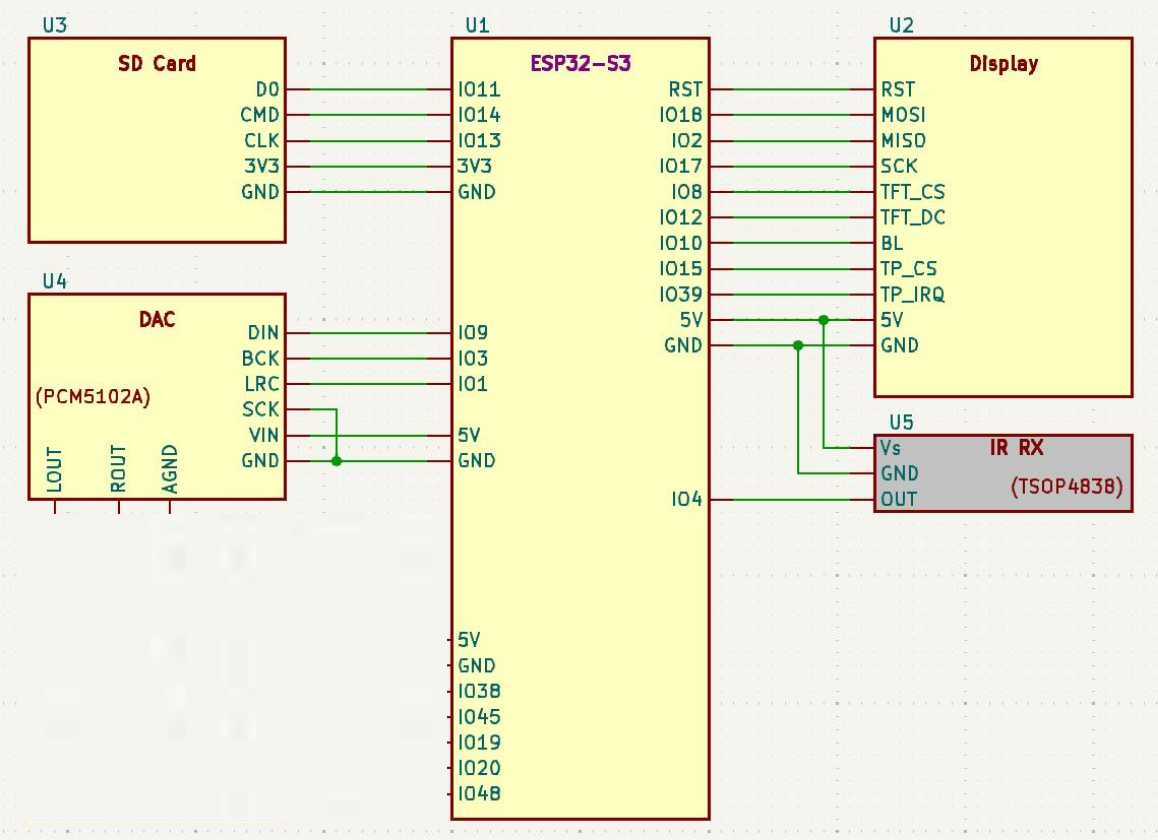 U3
SD Card
D0
CMD
CLK
3V3
GND
U4
DAC
(PCM5102A)
DIN
BCK
LRC
SCK
VIN
GND
LOUT
ROUT
AGND
U1
ESP32-S3
IO11
IO14
IO13
3V3
GND
IO9
IO3
IO1
5V
GND
5V
GND
IO38
IO45
IO19
IO20
IO48
RST
IO18
IO2
IO17
IO8
IO12
IO10
IO15
IO39
5V
GND
IO4
U2
Display
RST
MOSI
MISO
SCK
TFT_CS
TFT_DC
BL
TP_CS
TP_IRQ
5V
GND
U5
IR RX
(TSOP4838)
Vs
GND
OUT